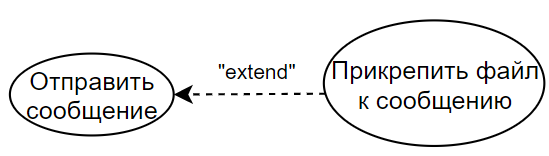 Отправить
сообщение
"extend"
Прикрепить файл
к сообщению